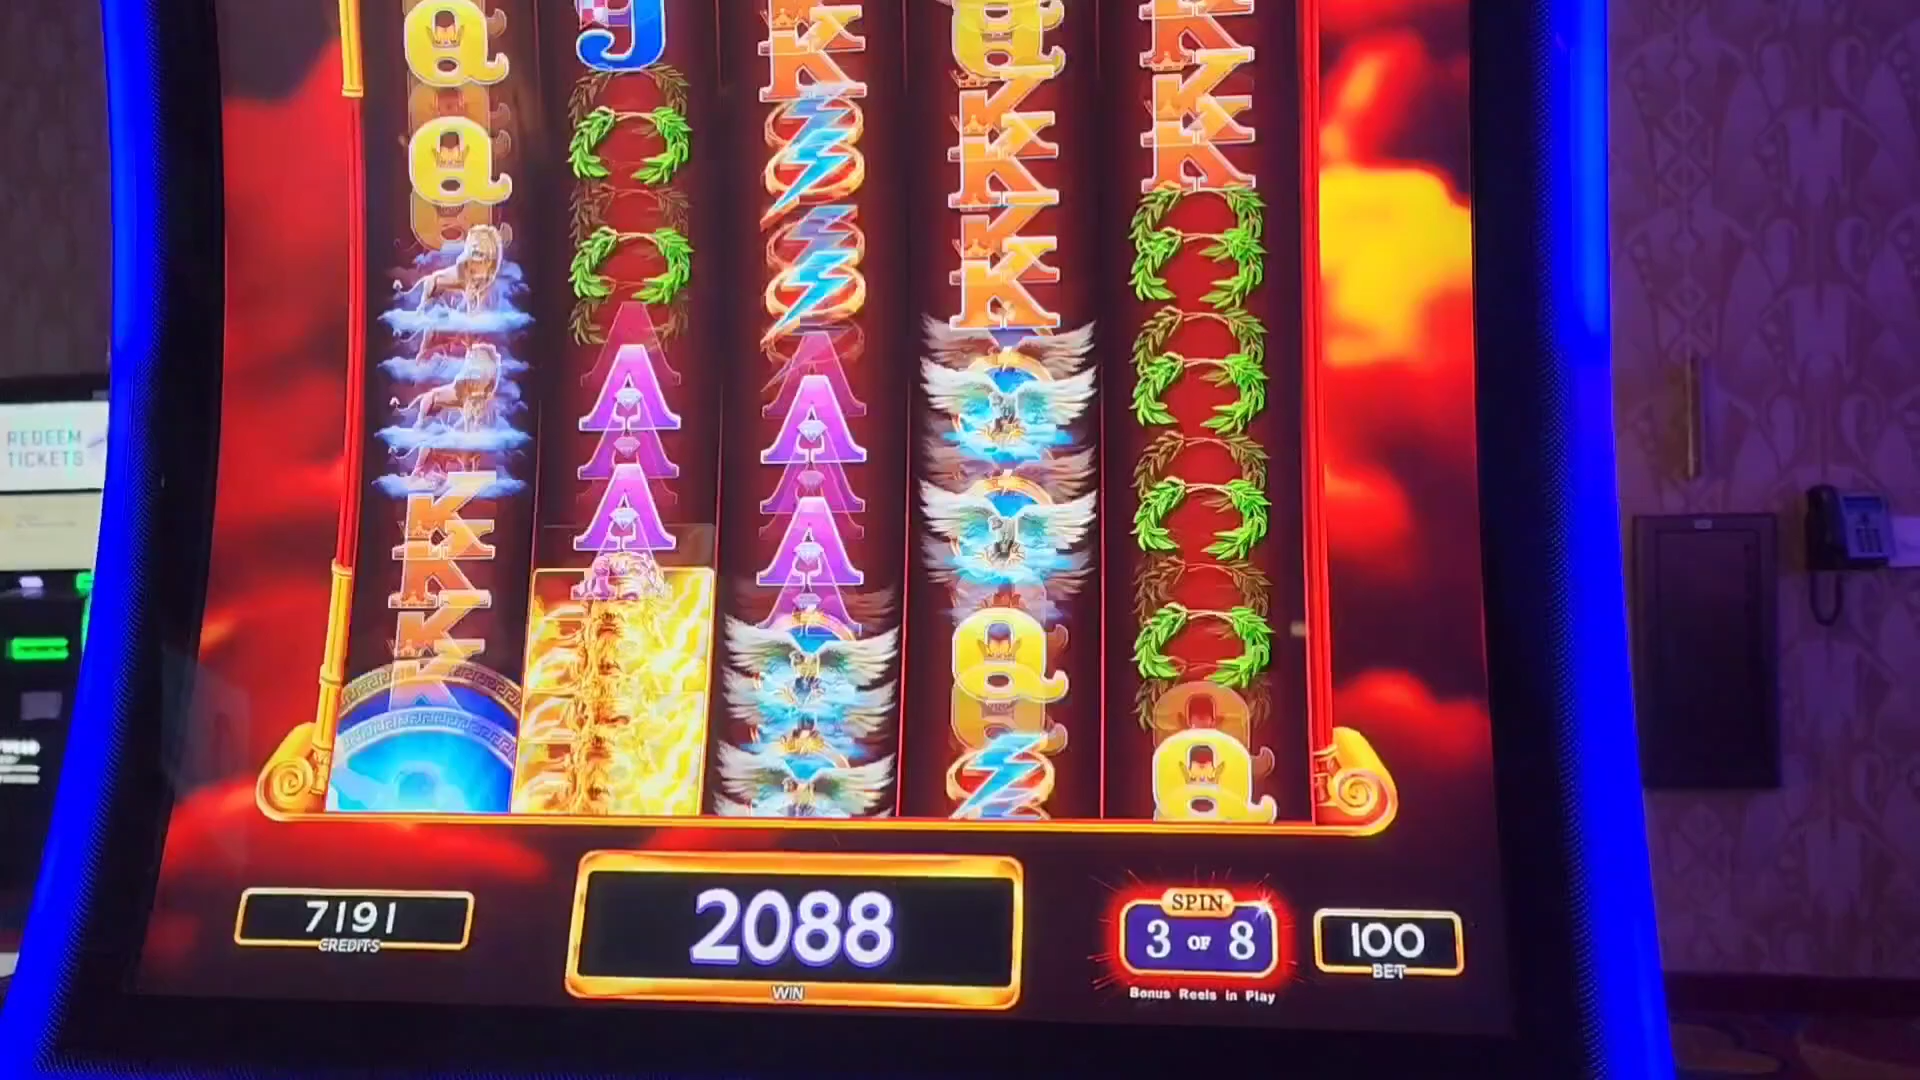 REDEEM
TICKETS
7191
CREDITS
2088
WIN
SPIN
3 OF 8
Bonus Reels in Play
100
BET